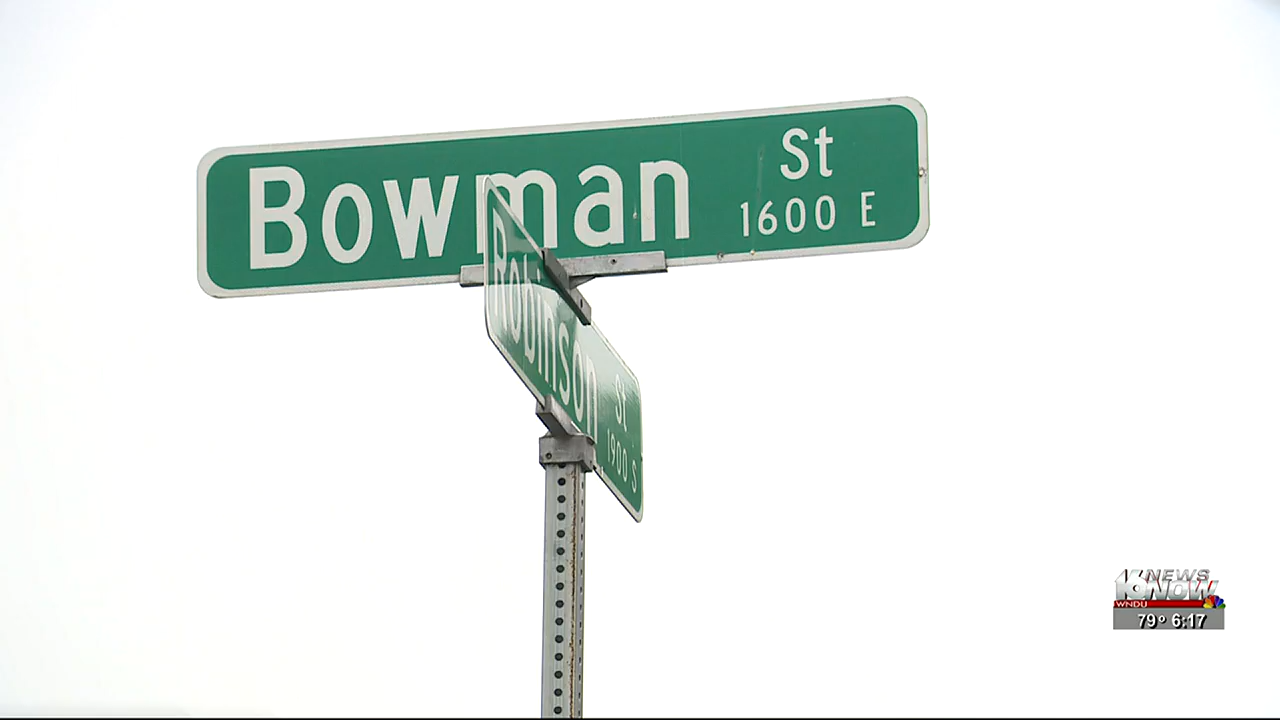 Bowman St
1600 E
Robinson St
1900 S
16 NEWS
NOW
WNDU
79° 6:17